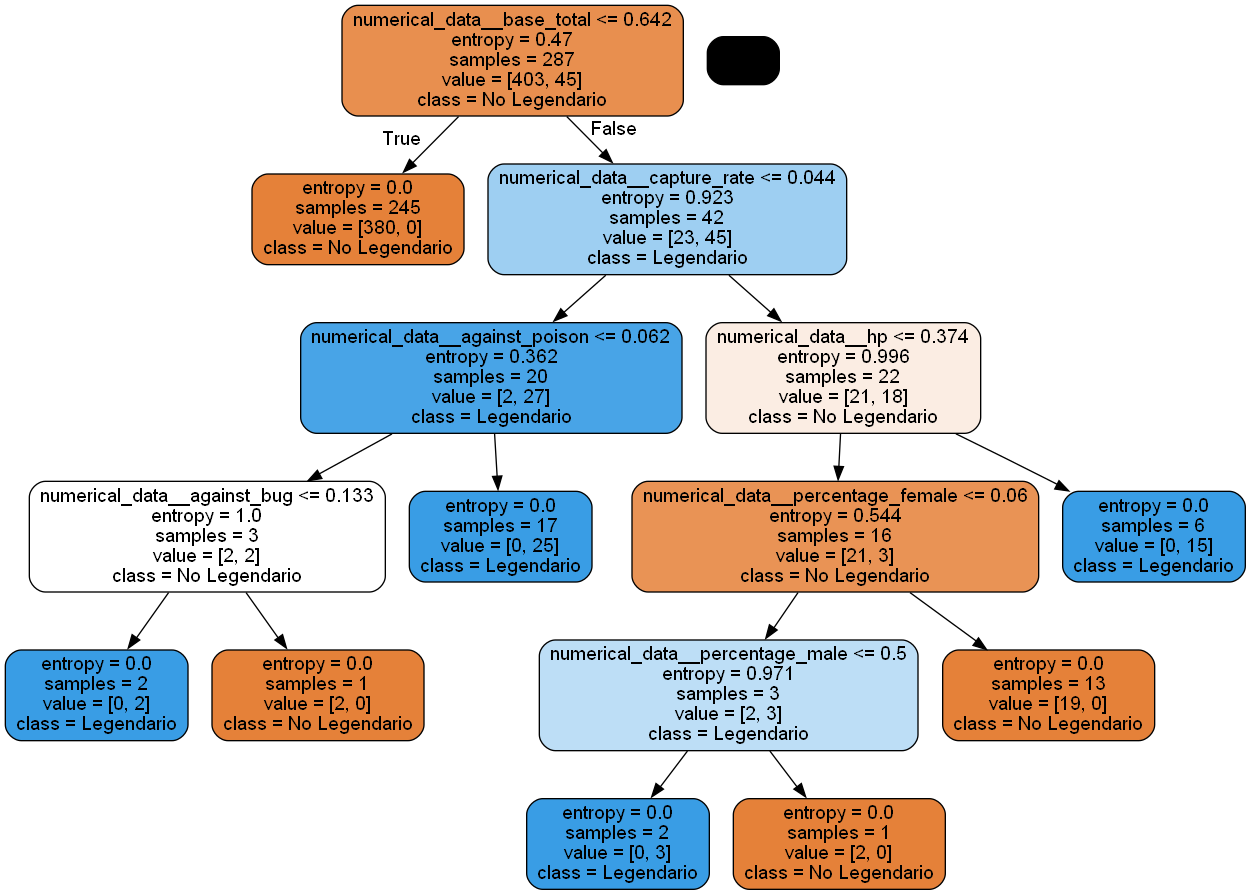 numerical_data__base_total <= 0.642
entropy = 0.47
samples = 287
value = [403, 45]
class = No Legendario
True
False
entropy = 0.0
samples = 245
value = [380, 0]
class = No Legendario
numerical_data__capture_rate <= 0.044
entropy = 0.923
samples = 42
value = [23, 45]
class = Legendario
numerical_data__against_poison <= 0.062
entropy = 0.362
samples = 20
value = [2, 27]
class = Legendario
numerical_data__hp <= 0.374
entropy = 0.996
samples = 22
value = [21, 18]
class = No Legendario
numerical_data__against_bug <= 0.133
entropy = 1.0
samples = 3
value = [2, 2]
class = No Legendario
entropy = 0.0
samples = 17
value = [0, 25]
class = Legendario
numerical_data__percentage_female <= 0.06
entropy = 0.544
samples = 16
value = [21, 3]
class = No Legendario
entropy = 0.0
samples = 6
value = [0, 15]
class = Legendario
entropy = 0.0
samples = 2
value = [0, 2]
class = Legendario
entropy = 0.0
samples = 1
value = [2, 0]
class = No Legendario
numerical_data__percentage_male <= 0.5
entropy = 0.971
samples = 3
value = [2, 3]
class = Legendario
entropy = 0.0
samples = 13
value = [19, 0]
class = No Legendario
entropy = 0.0
samples = 2
value = [0, 3]
class = Legendario
entropy = 0.0
samples = 1
value = [2, 0]
class = No Legendario